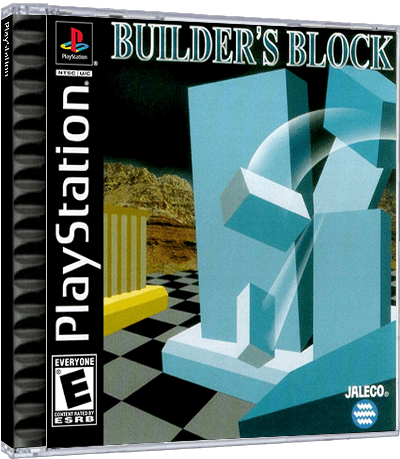 PlayStation
PlayStation
NTSC U/C
BUILDER'S BLOCK
PlayStation®
EVERYONE
E
CONTENT RATED BY
ESRB
JALECO®